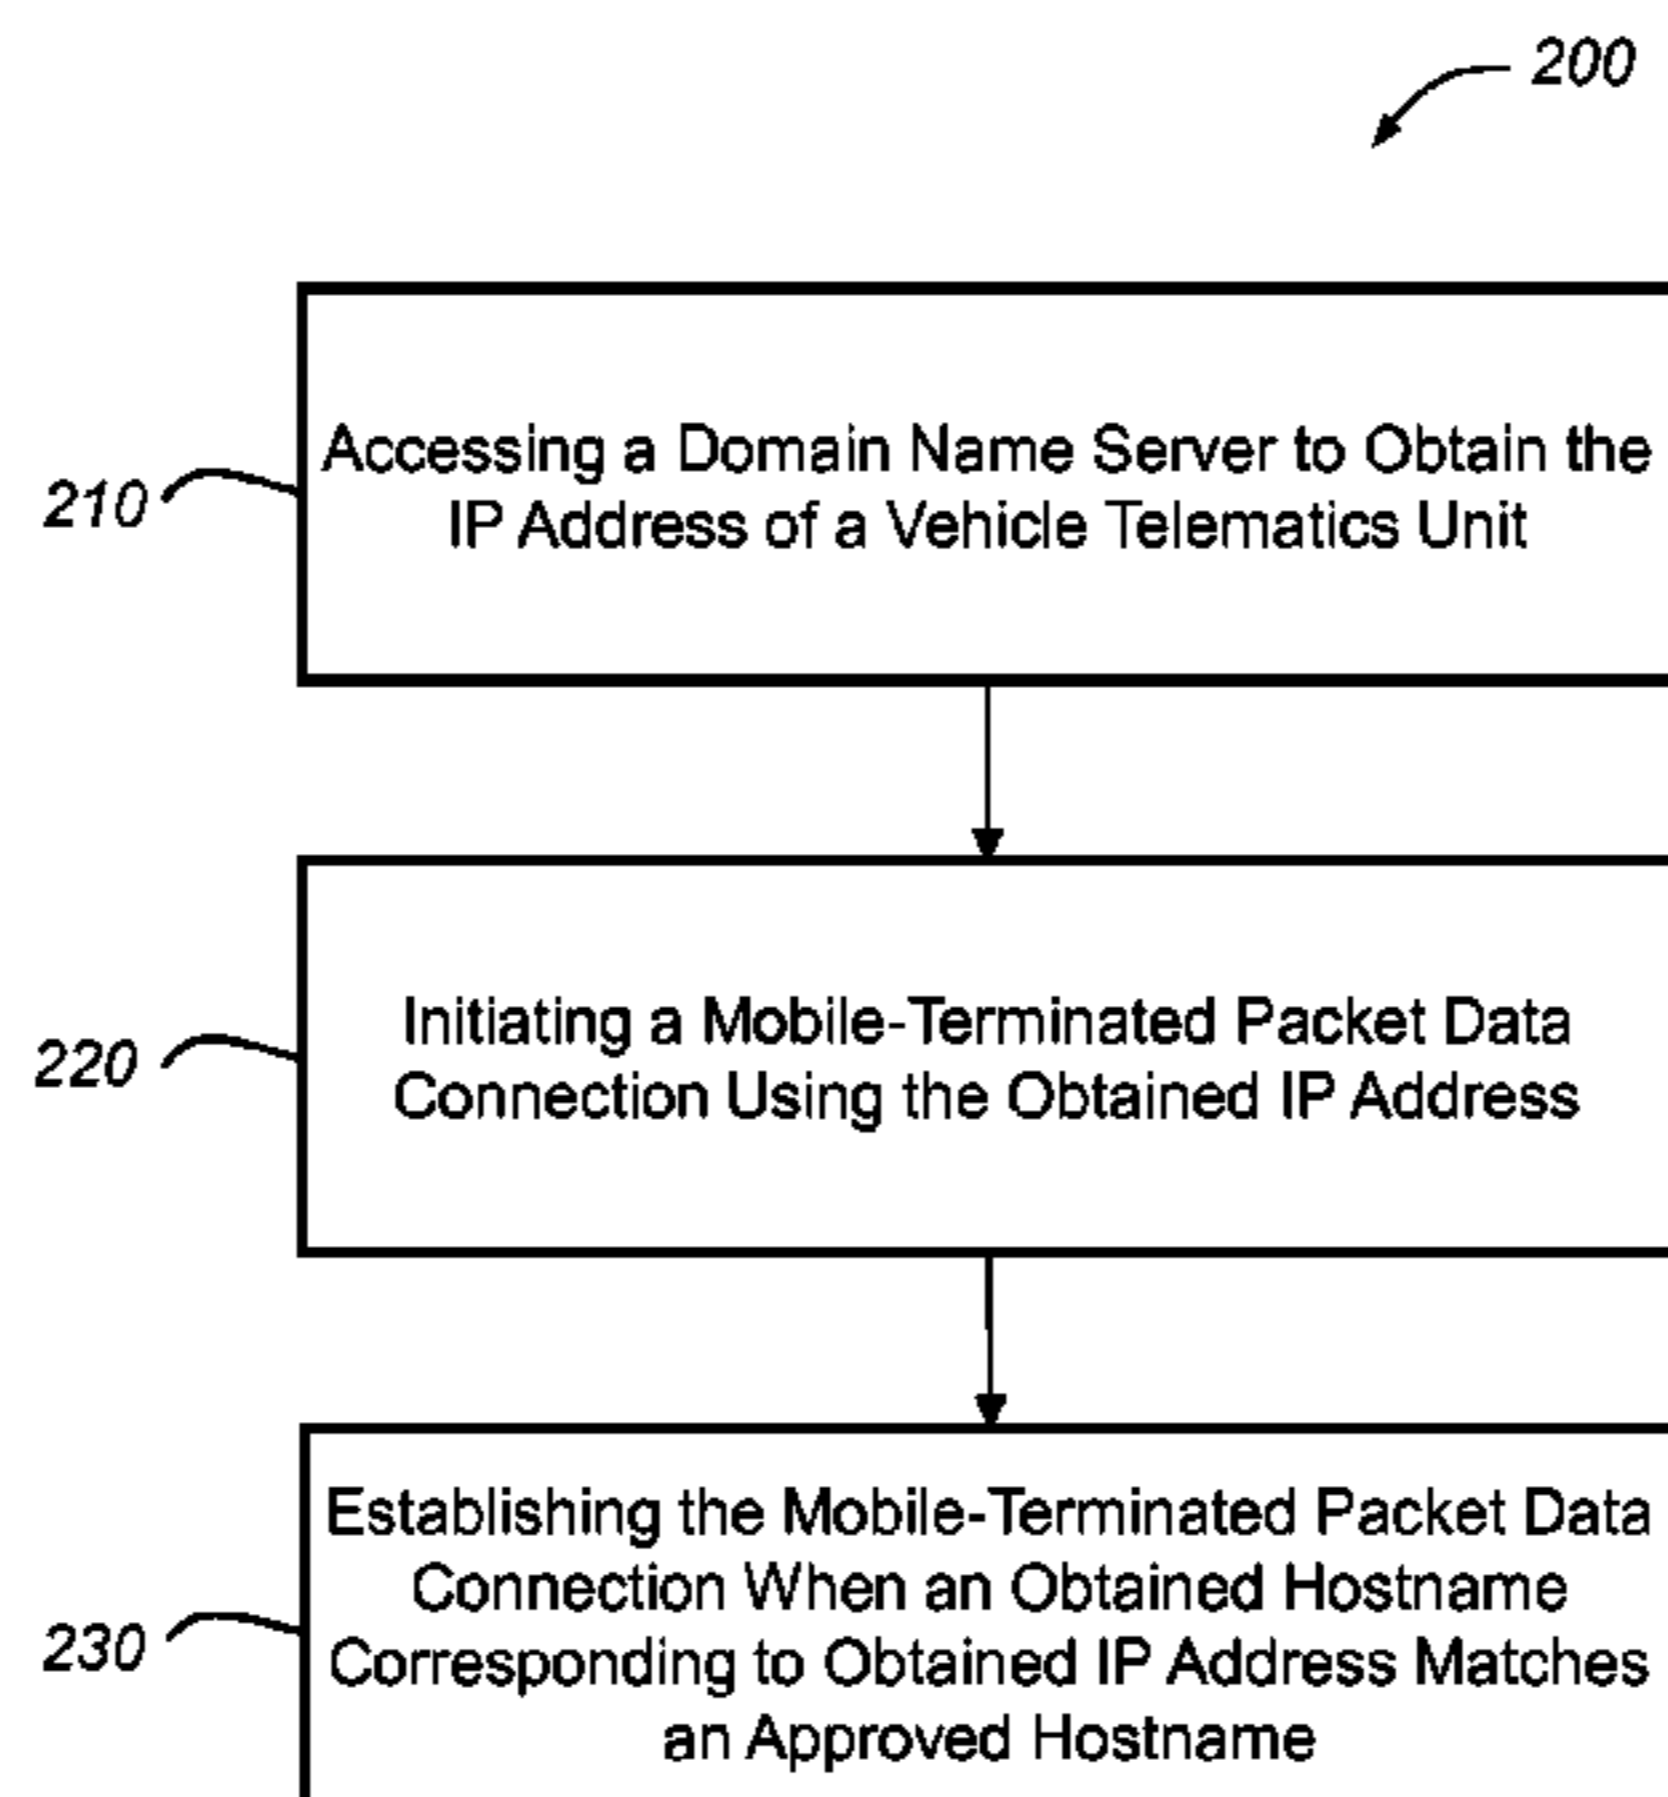 200
210
Accessing a Domain Name Server to Obtain the
IP Address of a Vehicle Telematics Unit
220
Initiating a Mobile-Terminated Packet Data
Connection Using the Obtained IP Address
230
Establishing the Mobile-Terminated Packet Data
Connection When an Obtained Hostname
Corresponding to Obtained IP Address Matches
an Approved Hostname